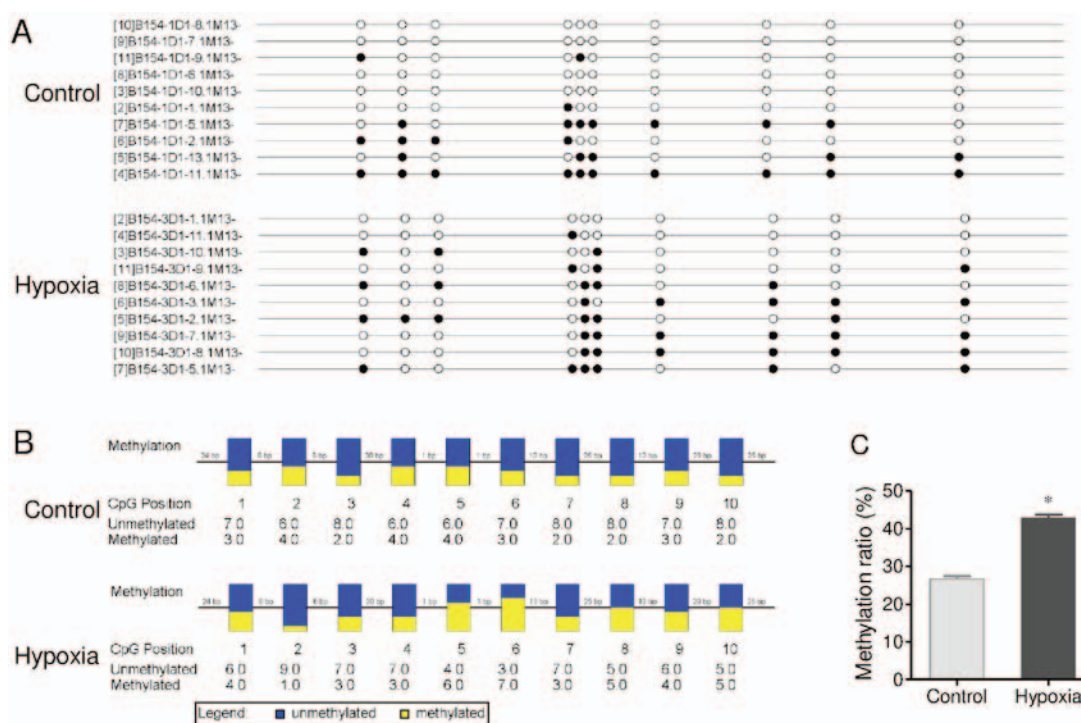 A
Control
[10]B154-1D1-8.1M13-
[9]B154-1D1-7.1M13-
[11]B154-1D1-9.1M13-
[8]B154-1D1-6.1M13-
[3]B154-1D1-10.1M13-
[2]B154-1D1-1.1M13-
[7]B154-1D1-5.1M13-
[6]B154-1D1-2.1M13-
[5]B154-1D1-13.1M13-
[4]B154-1D1-11.1M13-
Hypoxia
[2]B154-3D1-1.1M13-
[4]B154-3D1-11.1M13-
[3]B154-3D1-10.1M13-
[11]B154-3D1-9.1M13-
[8]B154-3D1-6.1M13-
[6]B154-3D1-3.1M13-
[5]B154-3D1-2.1M13-
[9]B154-3D1-7.1M13-
[10]B154-3D1-8.1M13-
[7]B154-3D1-5.1M13-
B
Control
Methylation
CpG Position 1 2 3 4 5 6 7 8 9 10
Unmethylated 7.0 6.0 8.0 6.0 6.0 7.0 8.0 8.0 7.0 8.0
Methylated 3.0 4.0 2.0 4.0 4.0 3.0 2.0 2.0 3.0 2.0
Hypoxia
Methylation
CpG Position 1 2 3 4 5 6 7 8 9 10
Unmethylated 6.0 9.0 7.0 7.0 4.0 3.0 7.0 5.0 6.0 5.0
Methylated 4.0 1.0 3.0 3.0 6.0 7.0 3.0 5.0 4.0 5.0
Legend: unmethylated methylated
C
Methylation ratio (%)
50
40
30
20
10
0
*
Control Hypoxia